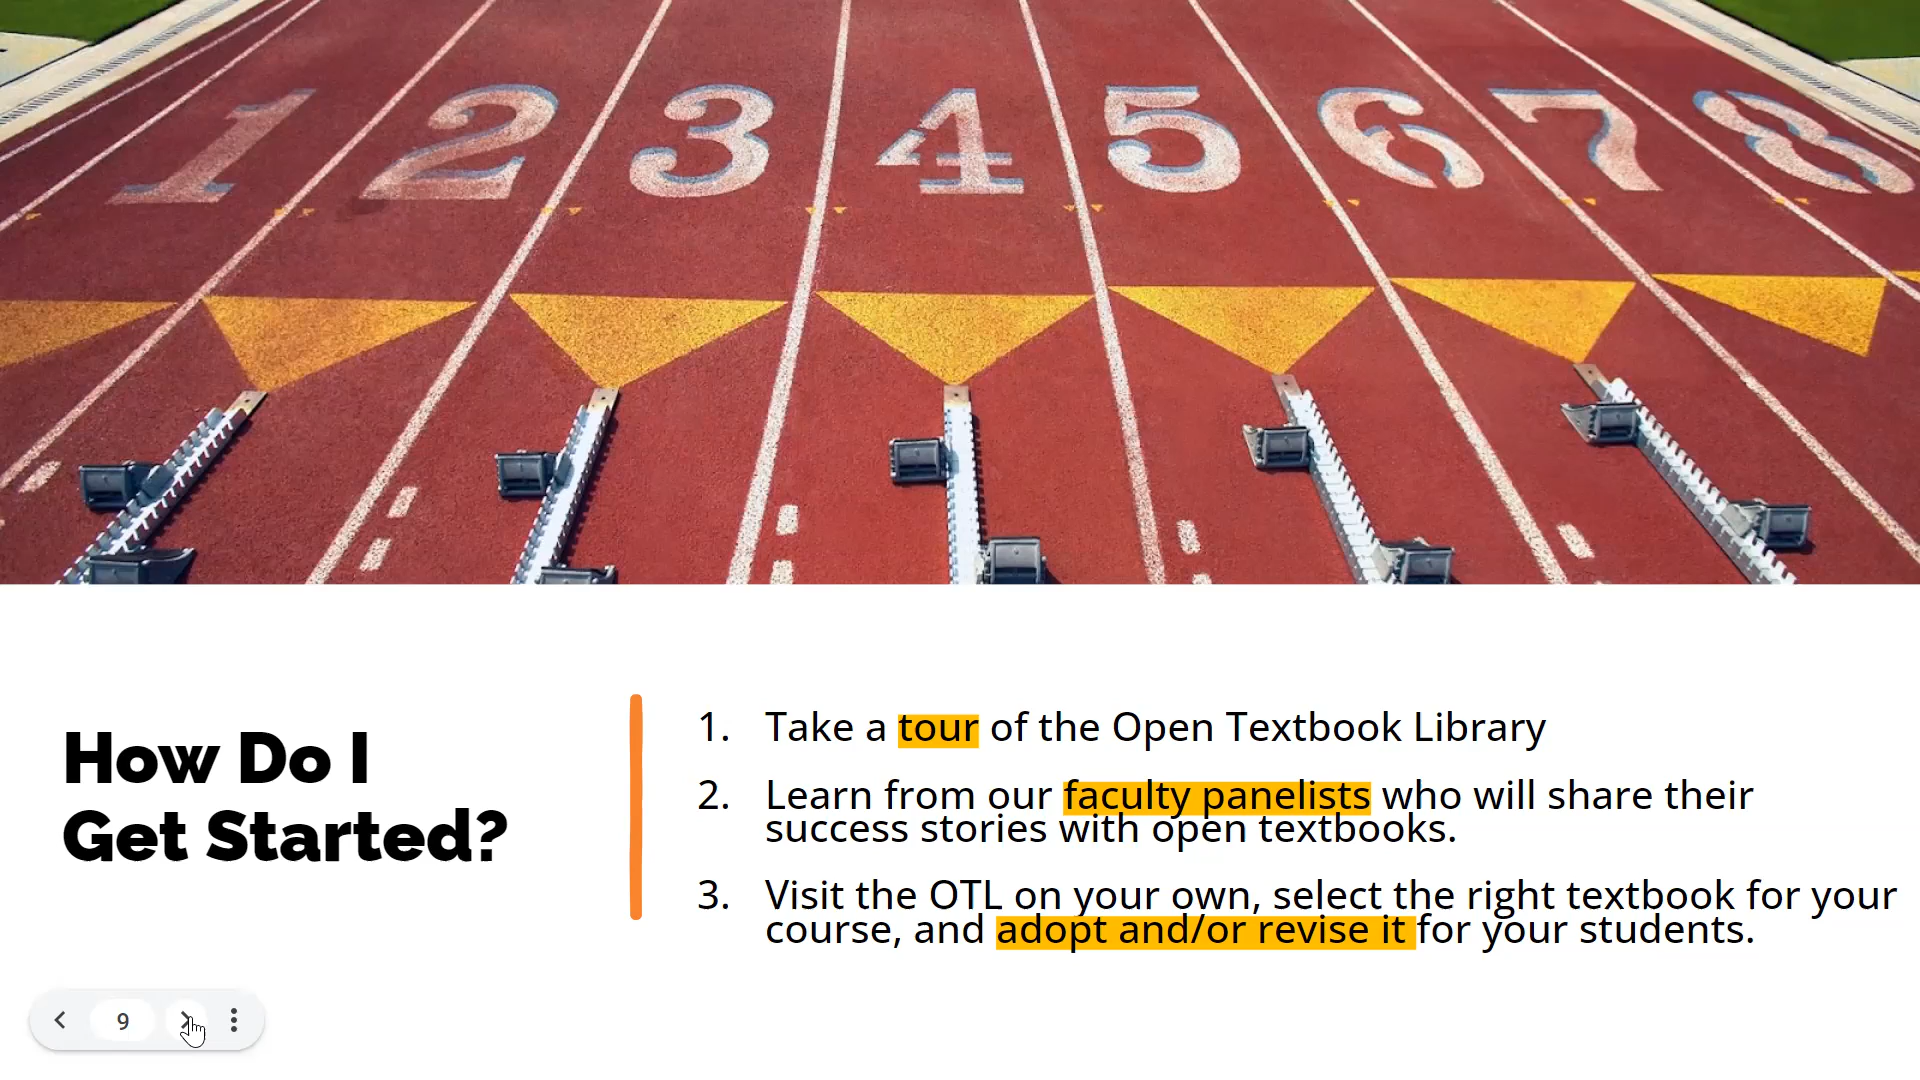 1 2 3 4 5 6 7 8
How Do I
Get Started?
1. Take a tour of the Open Textbook Library
2. Learn from our faculty panelists who will share their
success stories with open textbooks.
3. Visit the OTL on your own, select the right textbook for your
course, and adopt and/or revise it for your students.
9